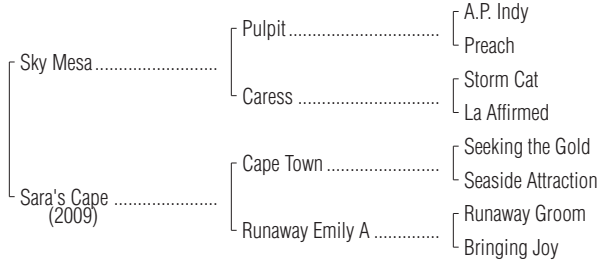 A.P. Indy
Pulpit
Preach
Sky Mesa
Storm Cat
Caress
La Affirmed
Seeking the Gold
Cape Town
Seaside Attraction
Sara's Cape
(2009)
Runaway Groom
Runaway Emily A
Bringing Joy